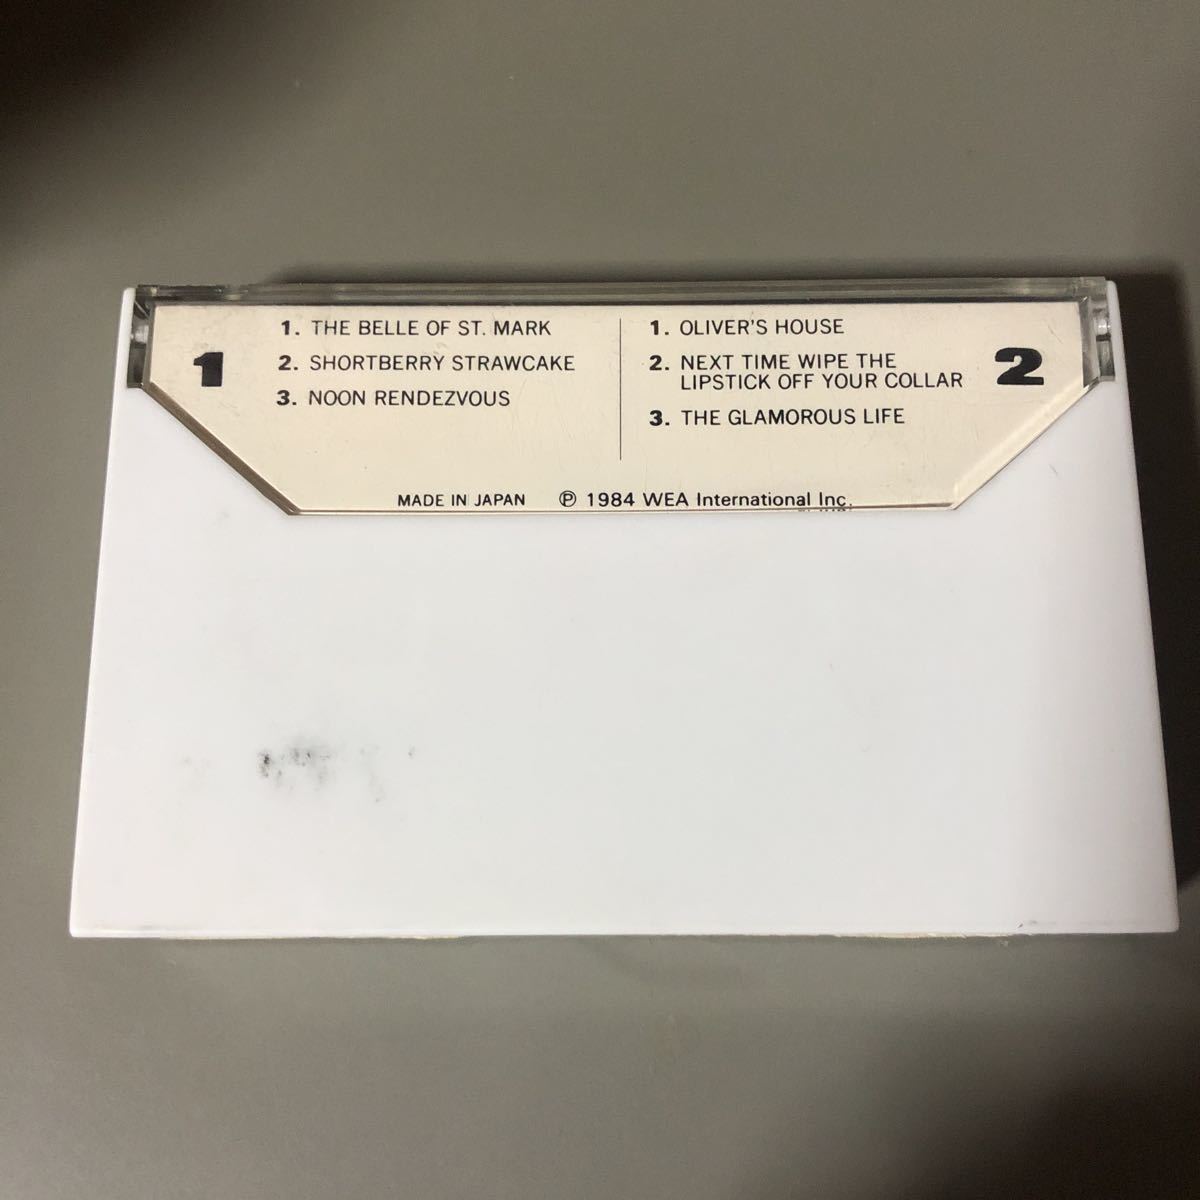 1
1. THE BELLE OF ST. MARK
2. SHORTBERRY STRAWCAKE
3. NOON RENDEZVOUS
1. OLIVER'S HOUSE
2. NEXT TIME WIPE THE
LIPSTICK OFF YOUR COLLAR
3. THE GLAMOROUS LIFE
2
MADE IN JAPAN ℗ 1984 WEA International Inc.